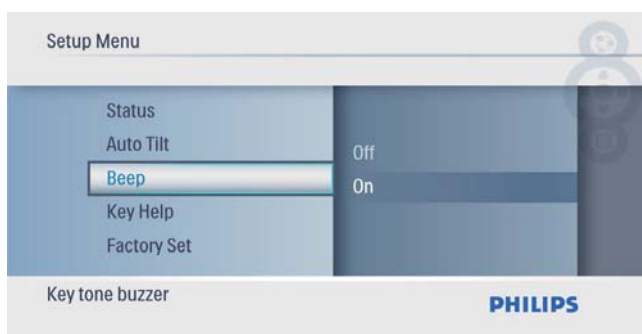 Setup Menu
Status
Auto Tilt
Beep
Key Help
Factory Set
Off
On
Key tone buzzer
PHILIPS